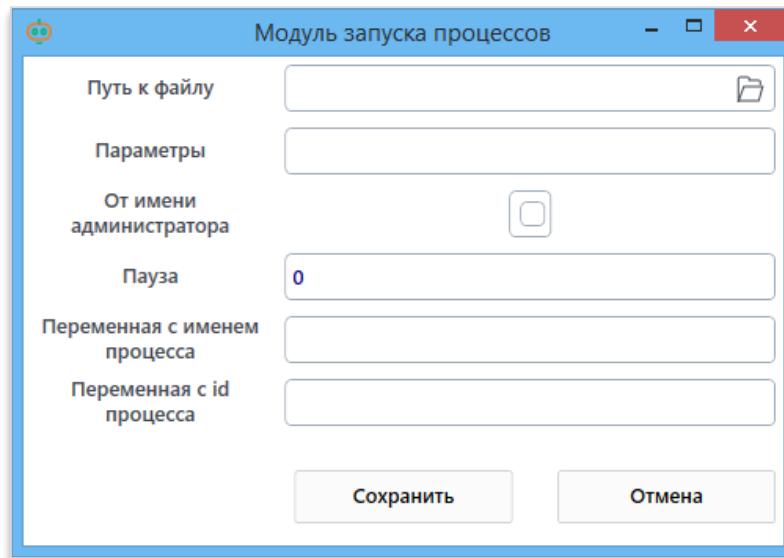 Модуль запуска процессов
Путь к файлу
Параметры
От имени
администратора
Пауза
0
Переменная с именем
процесса
Переменная с id
процесса
Сохранить
Отмена